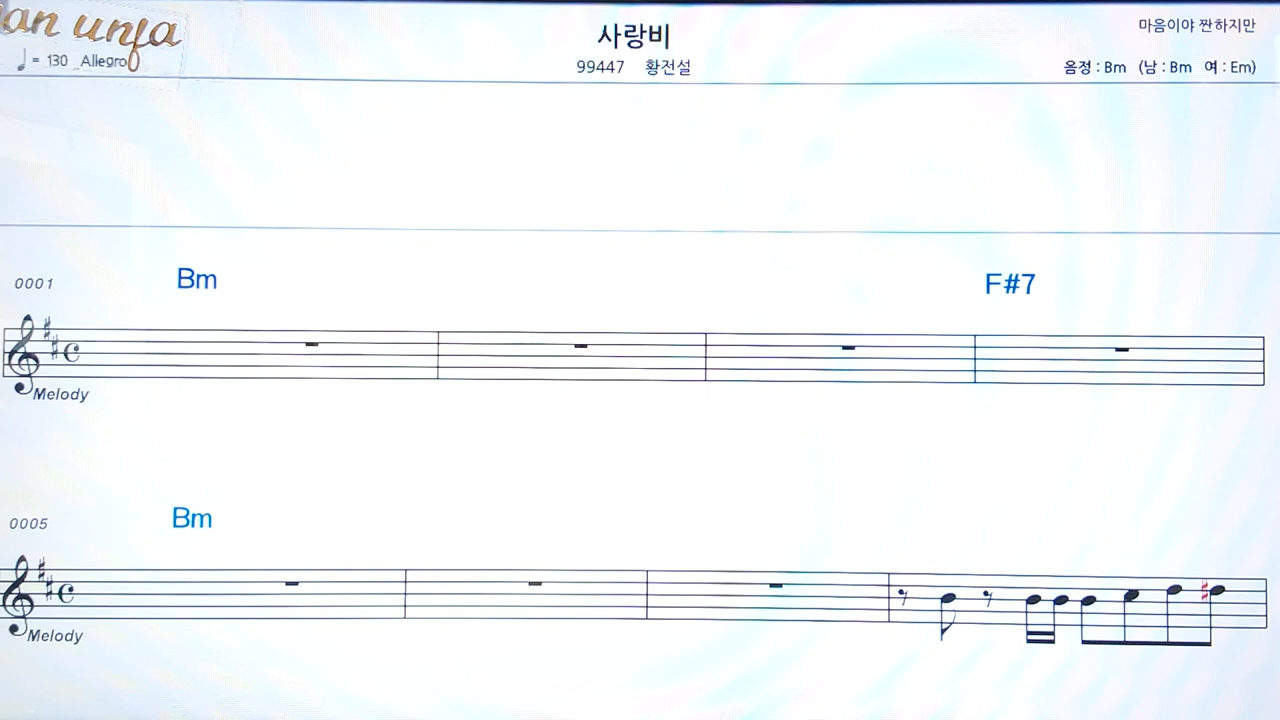 an unja
♩ = 130 Allegro
사랑비
99447 황전설
마음이야 짠하지만
음정 : Bm (남 : Bm 여 : Em)
0001 Bm F#7
Melody
0005 Bm
Melody